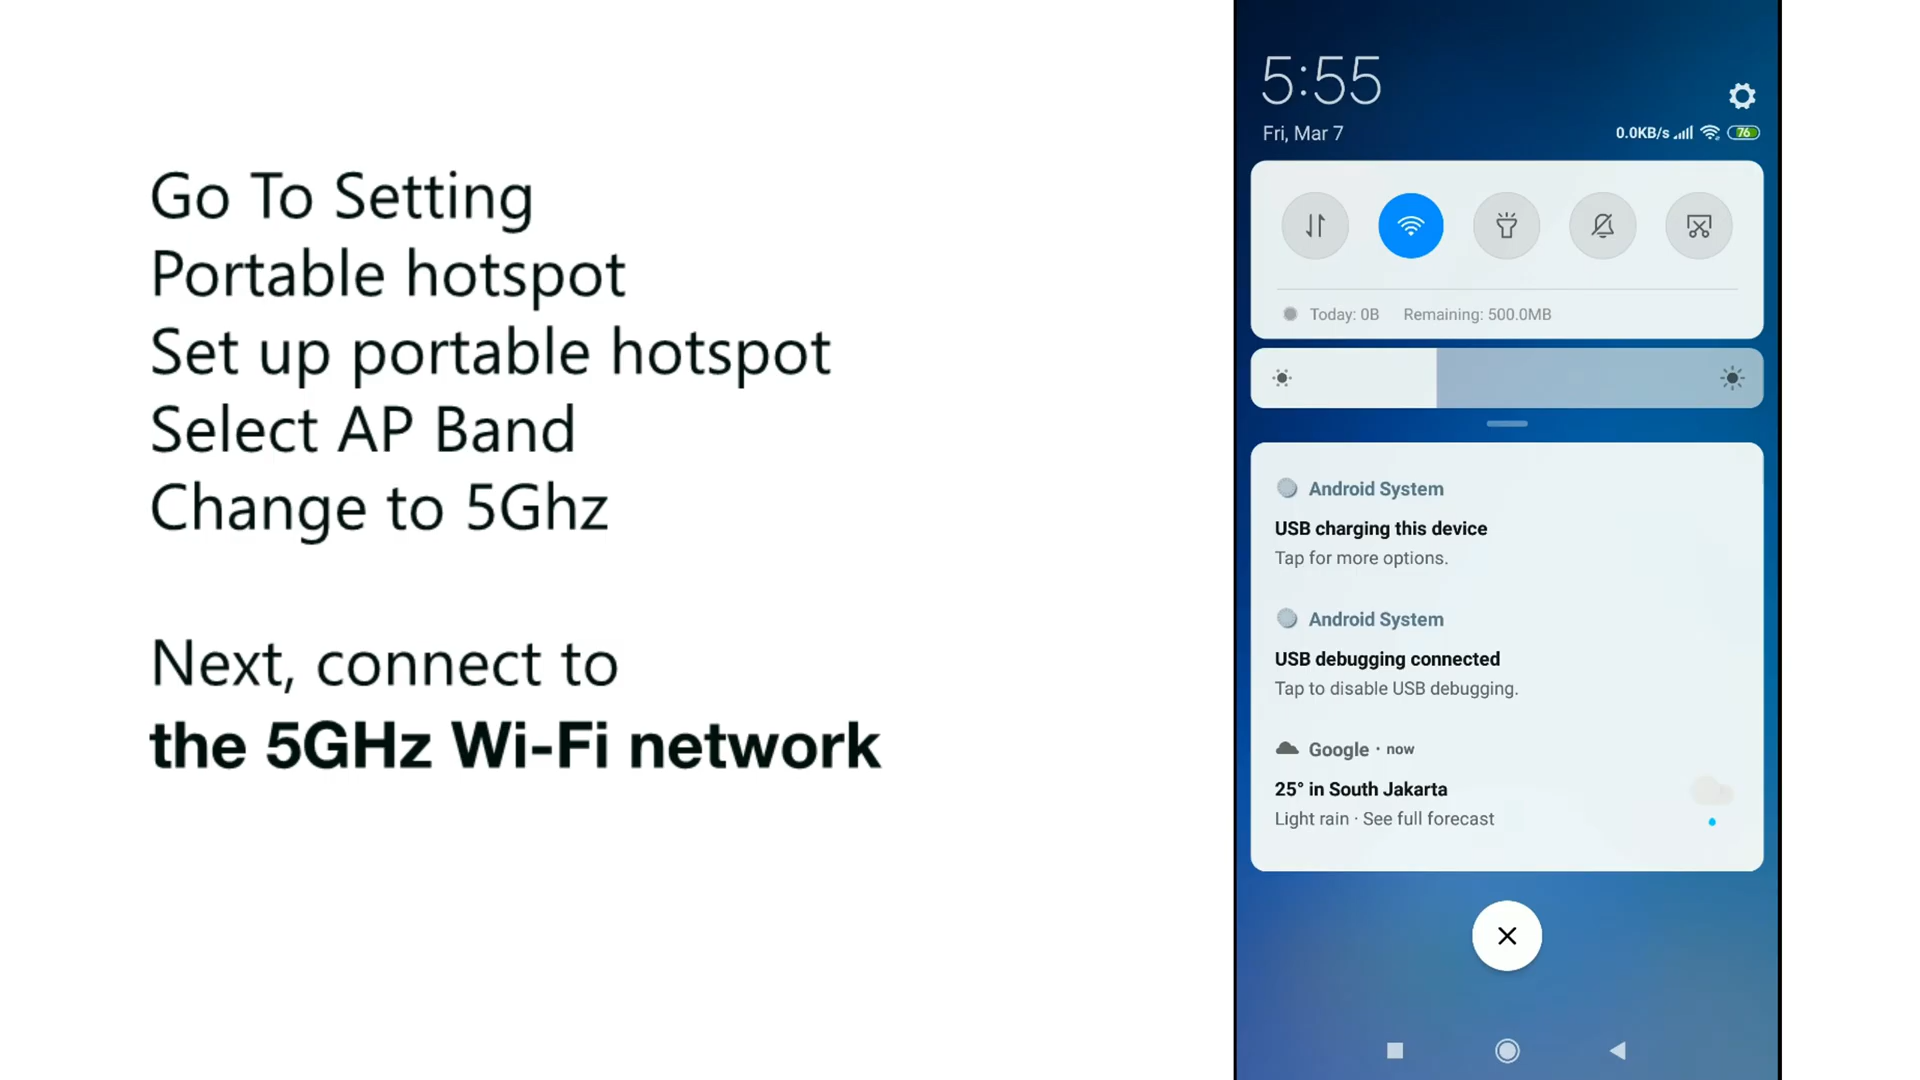 Go To Setting
Portable hotspot
Set up portable hotspot
Select AP Band
Change to 5Ghz
Next, connect to
the 5GHz Wi-Fi network
5:55
Fri, Mar 7
0.0KB/s 76
Today: 0B Remaining: 500.0MB
Android System
USB charging this device
Tap for more options.
Android System
USB debugging connected
Tap to disable USB debugging.
Google · now
25° in South Jakarta
Light rain · See full forecast